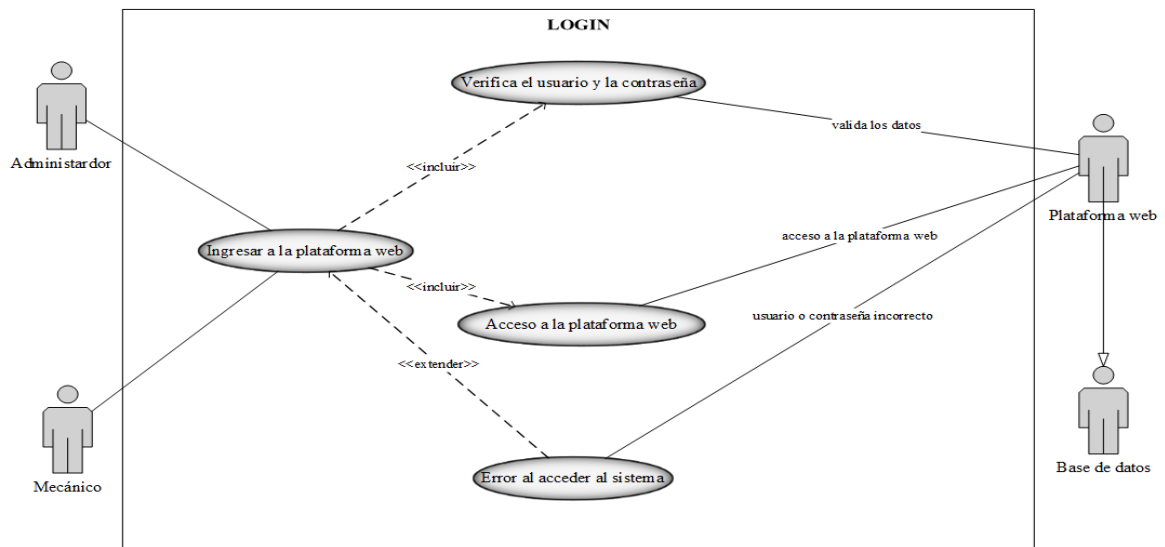 LOGIN
Verifica el usuario y la contraseña
valida los datos
Administardor
<<incluir>>
Plataforma web
Ingresar a la plataforma web
acceso a la plataforma web
<<incluir>>
Acceso a la plataforma web
usuario o contraseña incorrecto
<<extender>>
Mecánico
Error al acceder al sistema
Base de datos